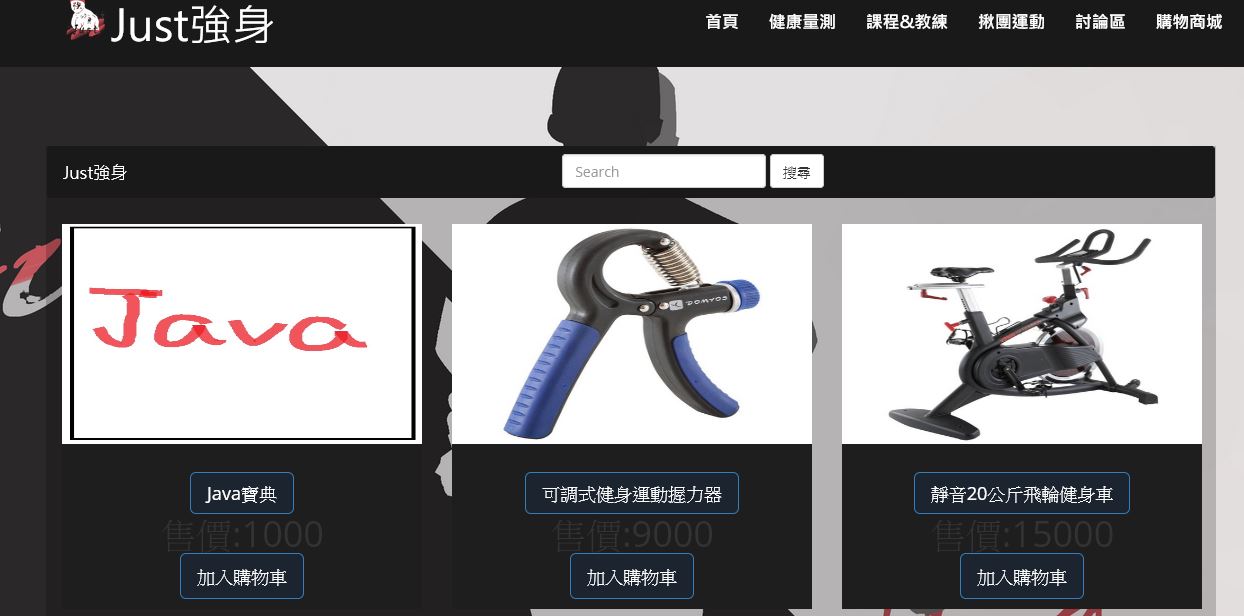 Just強身
首頁 健康量測 課程&教練 揪團運動 討論區 購物商城
Just強身 Search 搜尋
Java
DOMYOS
Java寶典 可調式健身運動握力器 靜音20公斤飛輪健身車
售價:1000 售價:9000 售價:15000
加入購物車 加入購物車 加入購物車